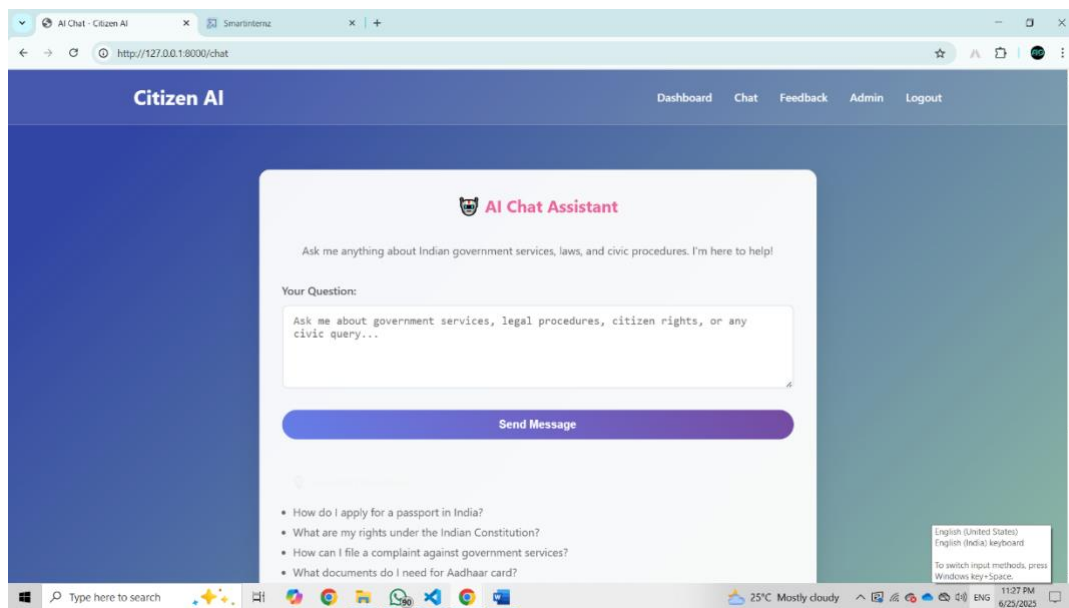 AI Chat - Citizen AI
Smartinternz
http://127.0.0.1:8000/chat
Citizen AI
Dashboard Chat Feedback Admin Logout
AI Chat Assistant
Ask me anything about Indian government services, laws, and civic procedures. I'm here to help!
Your Question:
Ask me about government services, legal procedures, citizen rights, or any
civic query...
Send Message
• How do I apply for a passport in India?
• What are my rights under the Indian Constitution?
• How can I file a complaint against government services?
• What documents do I need for Aadhaar card?
English (United States)
English (India) keyboard
To switch input methods, press
Windows key+Space.
Type here to search
90
25°C Mostly cloudy
ENG
11:27 PM
6/25/2025